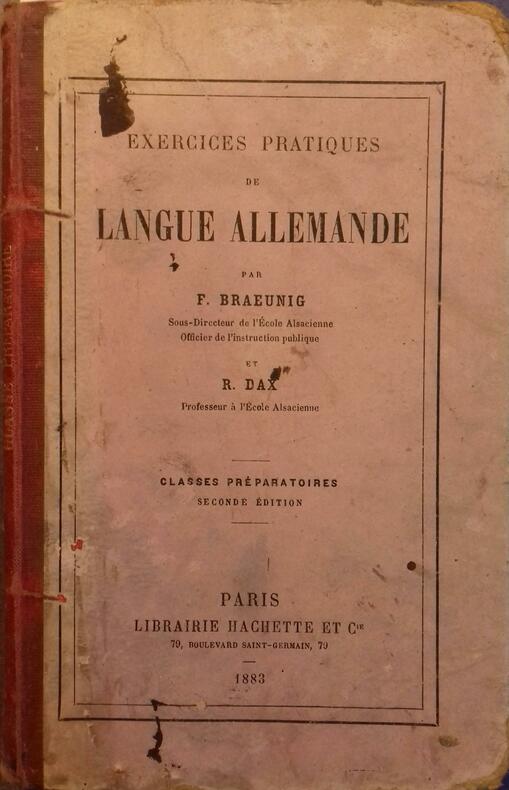 EXERCICES PRATIQUES
DE
LANGUE ALLEMANDE
PAR
F. BRAEUNIG
Sous-Directeur de l'École Alsacienne
Officier de l'instruction publique
ET
R. DAX
Professeur à l'École Alsacienne
CLASSES PRÉPARATOIRES
SECONDE ÉDITION
PARIS
LIBRAIRIE HACHETTE ET Cie
79, BOULEVARD SAINT-GERMAIN, 79
1883